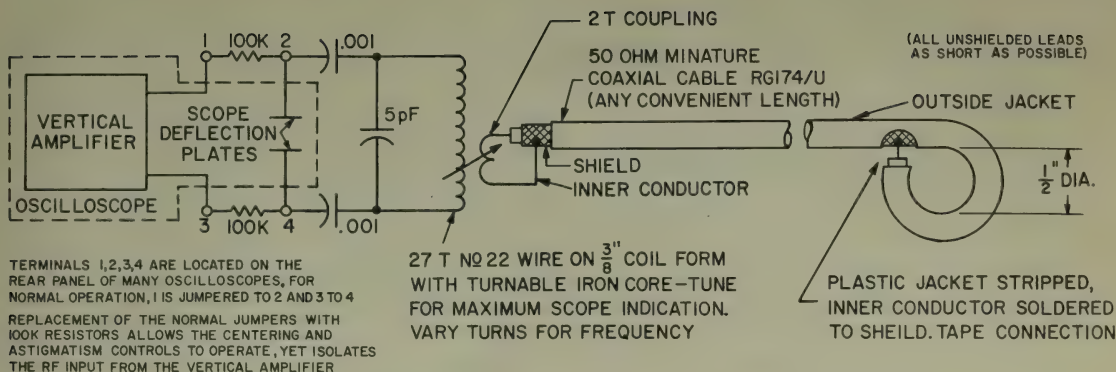 1
100K
2
.001
VERTICAL
AMPLIFIER
SCOPE
DEFLECTION
PLATES
5pF
OSCILLOSCOPE
3
100K
4
.001
2 T COUPLING
50 OHM MINATURE
COAXIAL CABLE RG174/U
(ANY CONVENIENT LENGTH)
SHIELD
INNER CONDUCTOR
(ALL UNSHIELDED LEADS
AS SHORT AS POSSIBLE)
OUTSIDE JACKET
1/2" DIA.
TERMINALS 1,2,3,4 ARE LOCATED ON THE
REAR PANEL OF MANY OSCILLOSCOPES, FOR
NORMAL OPERATION, 1 IS JUMPERED TO 2 AND 3 TO 4
REPLACEMENT OF THE NORMAL JUMPERS WITH
100K RESISTORS ALLOWS THE CENTERING AND
ASTIGMATISM CONTROLS TO OPERATE, YET ISOLATES
THE RF INPUT FROM THE VERTICAL AMPLIFIER
27 T Nº 22 WIRE ON 3/8" COIL FORM
WITH TURNABLE IRON CORE-TUNE
FOR MAXIMUM SCOPE INDICATION.
VARY TURNS FOR FREQUENCY
PLASTIC JACKET STRIPPED,
INNER CONDUCTOR SOLDERED
TO SHEILD. TAPE CONNECTION